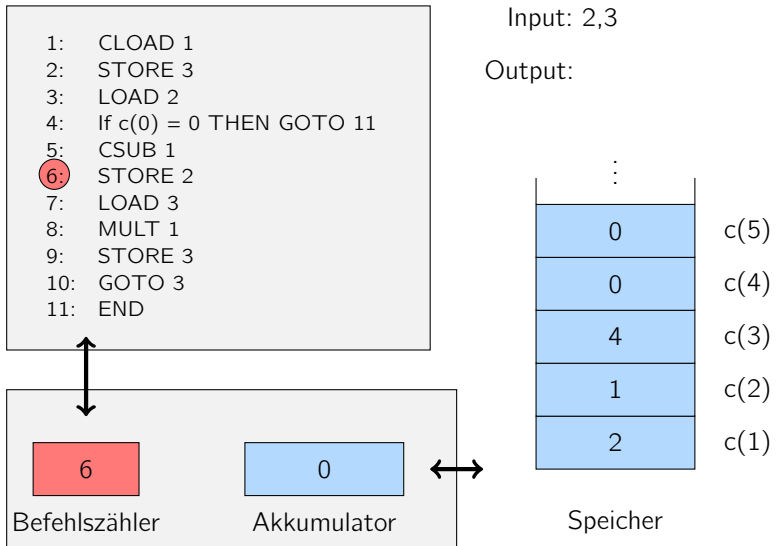 1: CLOAD 1
2: STORE 3
3: LOAD 2
4: If c(0) = 0 THEN GOTO 11
5: CSUB 1
6: STORE 2
7: LOAD 3
8: MULT 1
9: STORE 3
10: GOTO 3
11: END
Input: 2,3
Output:
⋮
0 c(5)
0 c(4)
4 c(3)
1 c(2)
2 c(1)
6
0
Befehlszähler
Akkumulator
Speicher